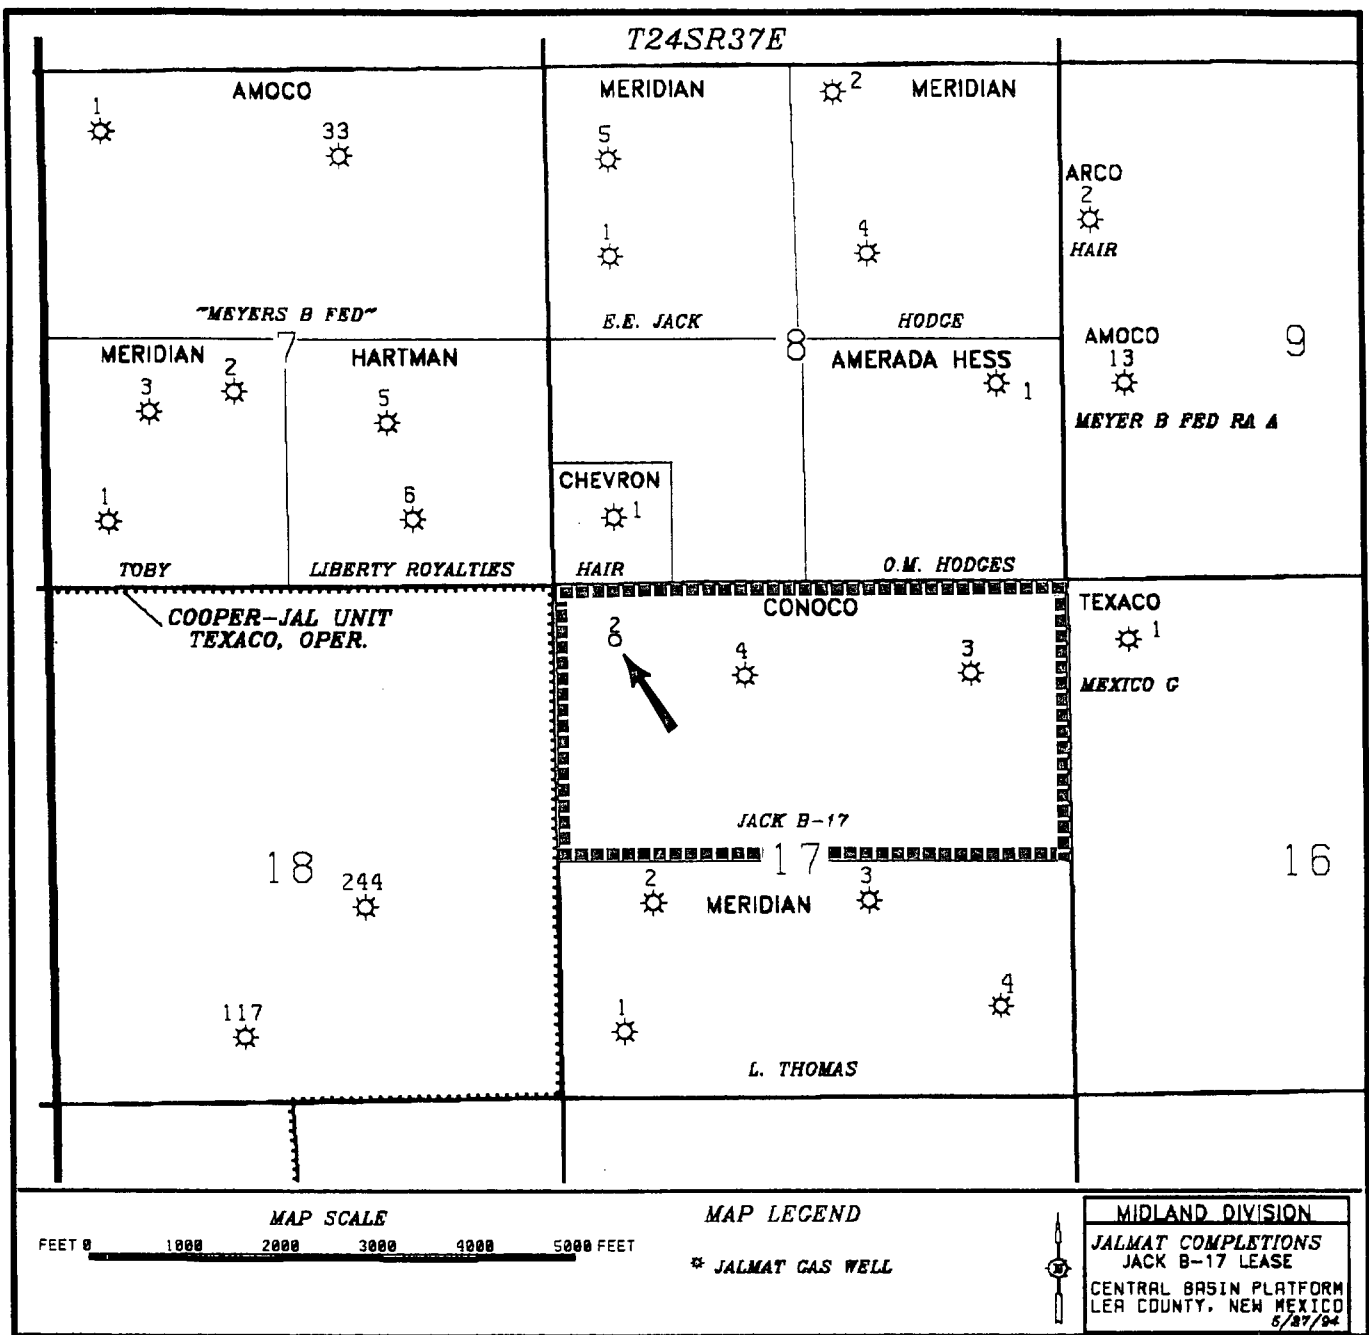 T24SR37E
AMOCO
1
33
~MEYERS B FED~
7
MERIDIAN
5
1
E.E. JACK
2
MERIDIAN
4
HODGE
8
ARCO
2
HAIR
MERIDIAN
3
2
1
TOBY
HARTMAN
5
6
LIBERTY ROYALTIES
CHEVRON
1
HAIR
AMERADA HESS
1
O.M. HODGES
AMOCO
13
MEYER B FED RA A
9
COOPER-JAL UNIT
TEXACO, OPER.
CONOCO
2
4
3
JACK B-17
TEXACO
1
MEXICO G
18
244
117
17
2
MERIDIAN
3
1
4
L. THOMAS
16
MAP SCALE
FEET 0 1000 2000 3000 4000 5000 FEET
MAP LEGEND
JALMAT GAS WELL
N
MIDLAND DIVISION
JALMAT COMPLETIONS
JACK B-17 LEASE
CENTRAL BASIN PLATFORM
LEA COUNTY, NEW MEXICO
5/27/94